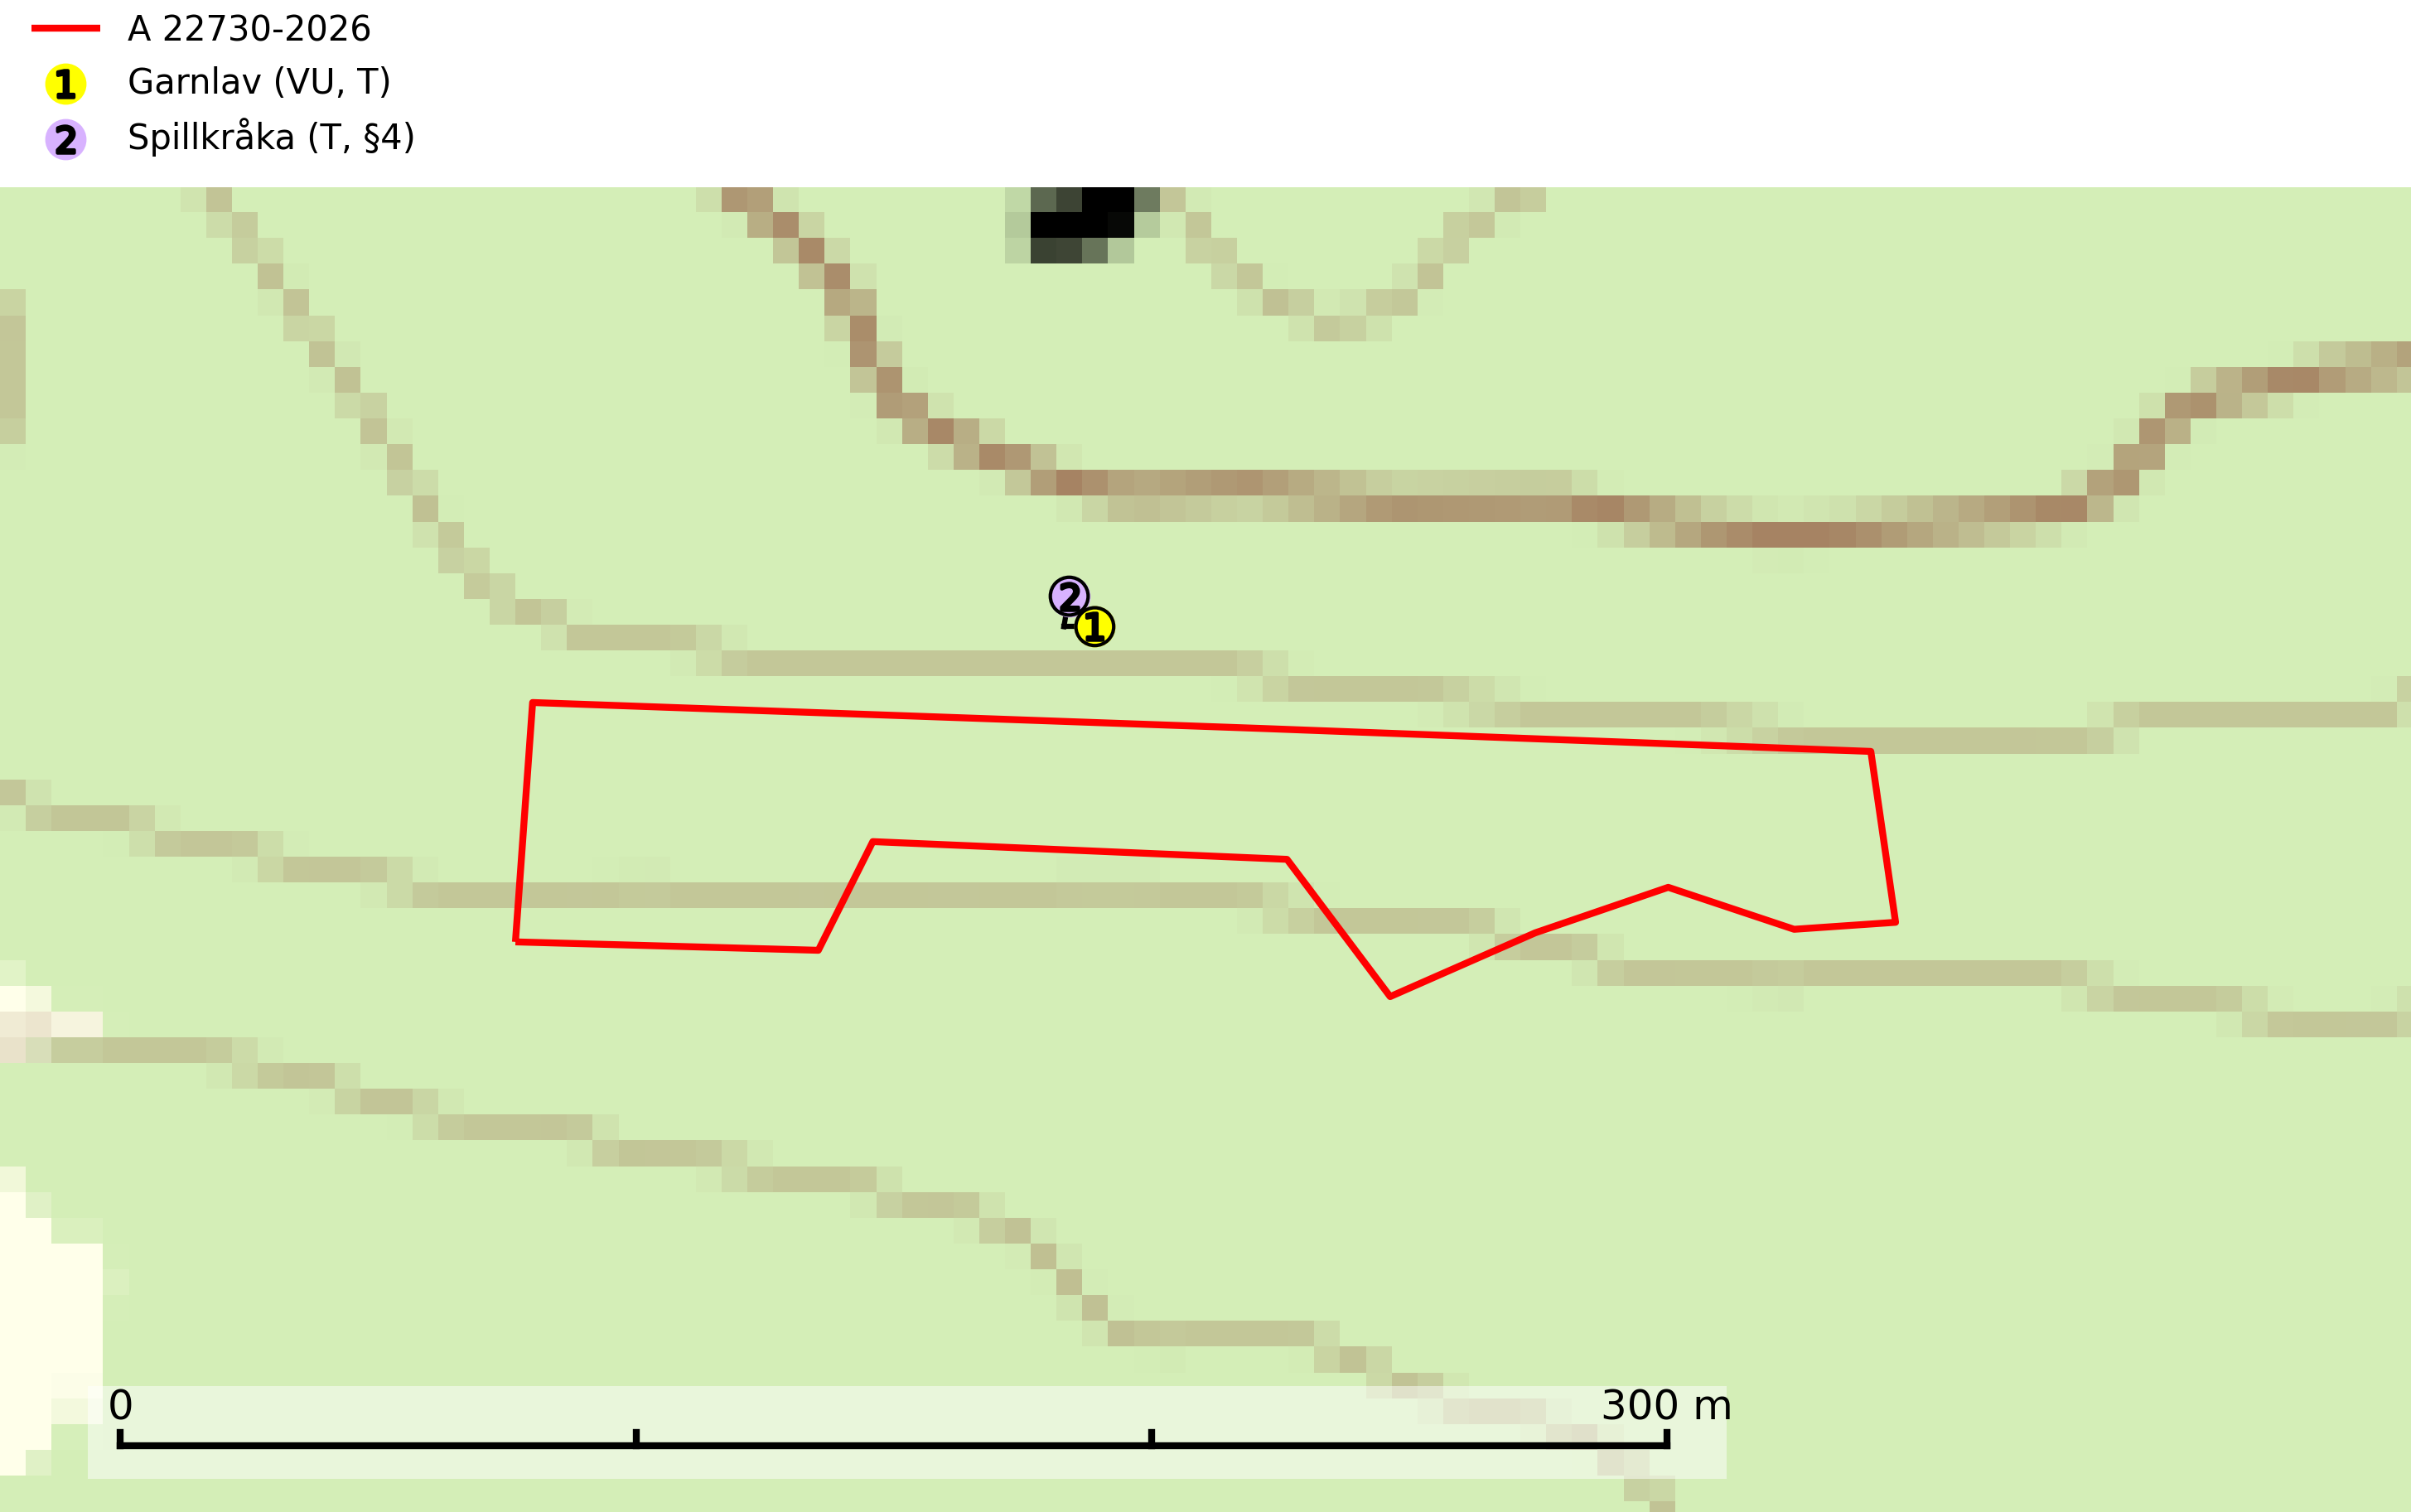 A 22730-2026
1 Garnlav (VU, T)
2 Spillkråka (T, §4)
2
1
0 300 m